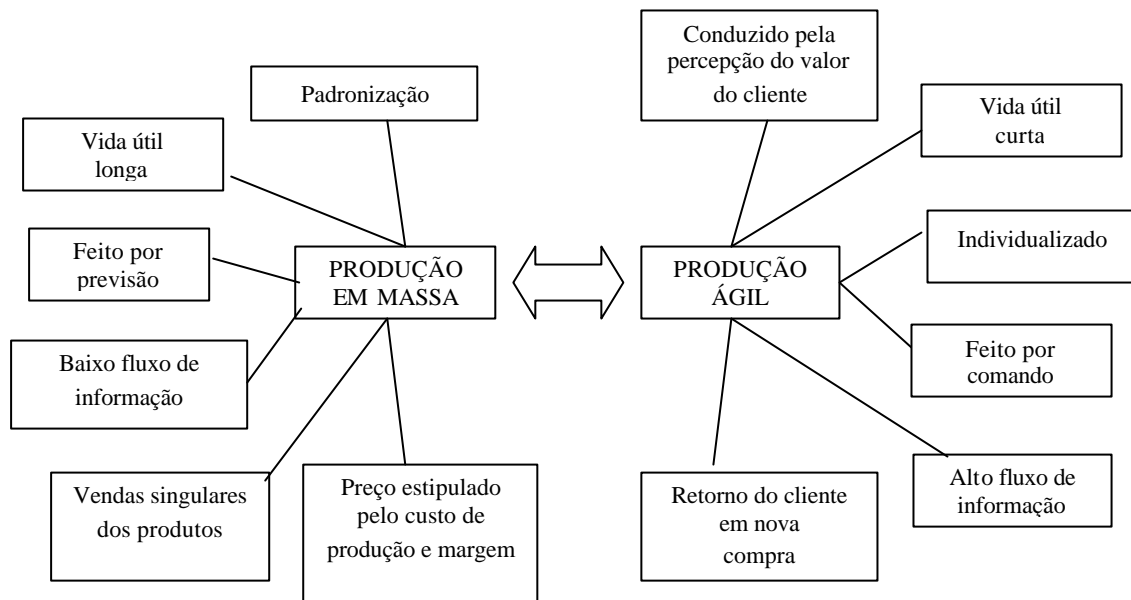 Padronização
Vida útil
longa
Feito por
previsão
Baixo fluxo de
informação
Vendas singulares
dos produtos
Preço estipulado
pelo custo de
produção e margem
PRODUÇÃO
EM MASSA
PRODUÇÃO
ÁGIL
Conduzido pela
percepção do valor
do cliente
Vida útil
curta
Individualizado
Feito por
comando
Alto fluxo de
informação
Retorno do cliente
em nova
compra